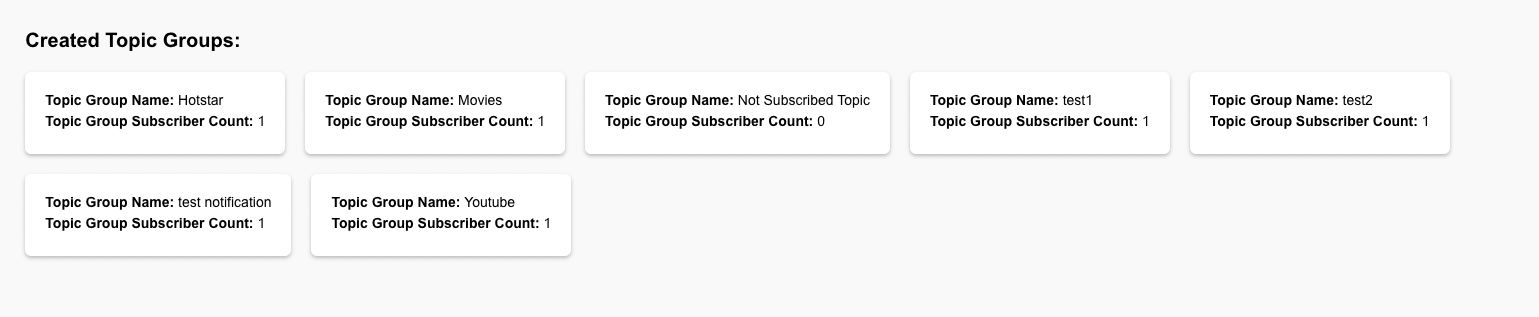 Created Topic Groups:
Topic Group Name: Hotstar
Topic Group Subscriber Count: 1
Topic Group Name: Movies
Topic Group Subscriber Count: 1
Topic Group Name: Not Subscribed Topic
Topic Group Subscriber Count: 0
Topic Group Name: test1
Topic Group Subscriber Count: 1
Topic Group Name: test2
Topic Group Subscriber Count: 1
Topic Group Name: test notification
Topic Group Subscriber Count: 1
Topic Group Name: Youtube
Topic Group Subscriber Count: 1